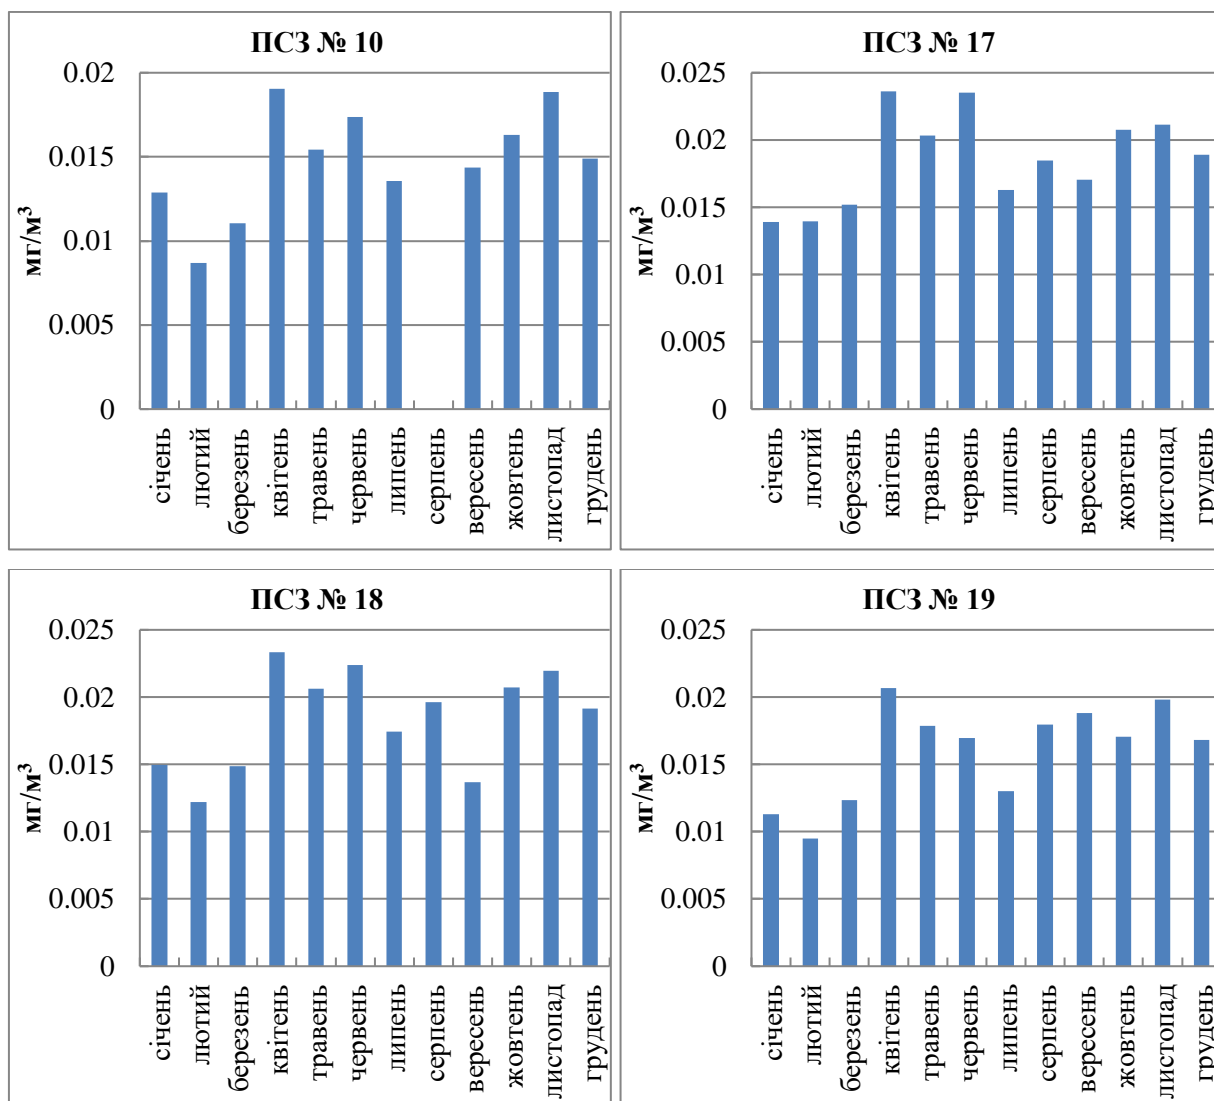 ПСЗ № 10
0.02
0.015
0.01
0.005
0
мг/м³
січень
лютий
березень
квітень
травень
червень
липень
серпень
вересень
жовтень
листопад
грудень
ПСЗ № 17
0.025
0.02
0.015
0.01
0.005
0
мг/м³
січень
лютий
березень
квітень
травень
червень
липень
серпень
вересень
жовтень
листопад
грудень
ПСЗ № 18
0.025
0.02
0.015
0.01
0.005
0
мг/м³
січень
лютий
березень
квітень
травень
червень
липень
серпень
вересень
жовтень
листопад
грудень
ПСЗ № 19
0.025
0.02
0.015
0.01
0.005
0
мг/м³
січень
лютий
березень
квітень
травень
червень
липень
серпень
вересень
жовтень
листопад
грудень